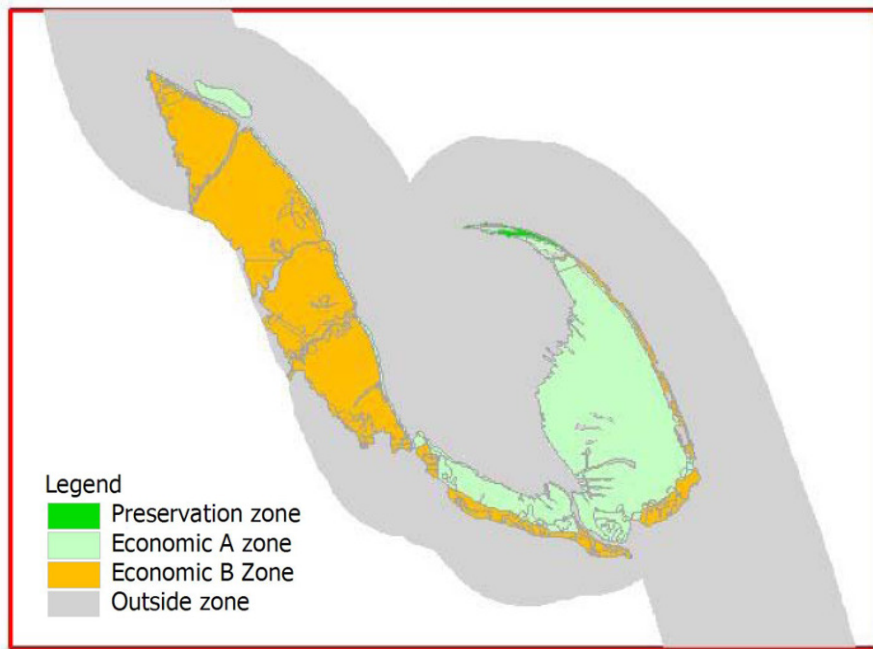 Legend
Preservation zone
Economic A zone
Economic B Zone
Outside zone